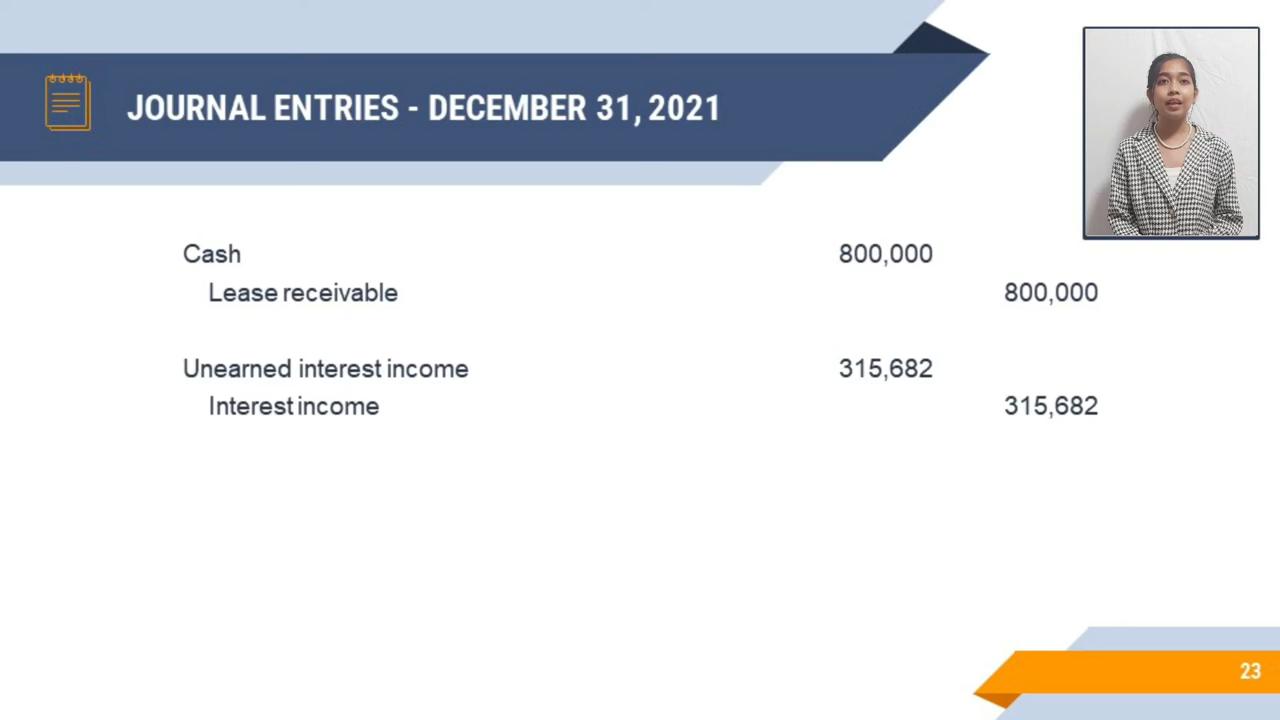 JOURNAL ENTRIES - DECEMBER 31, 2021
Cash 800,000
Lease receivable 800,000
Unearned interest income 315,682
Interest income 315,682
23